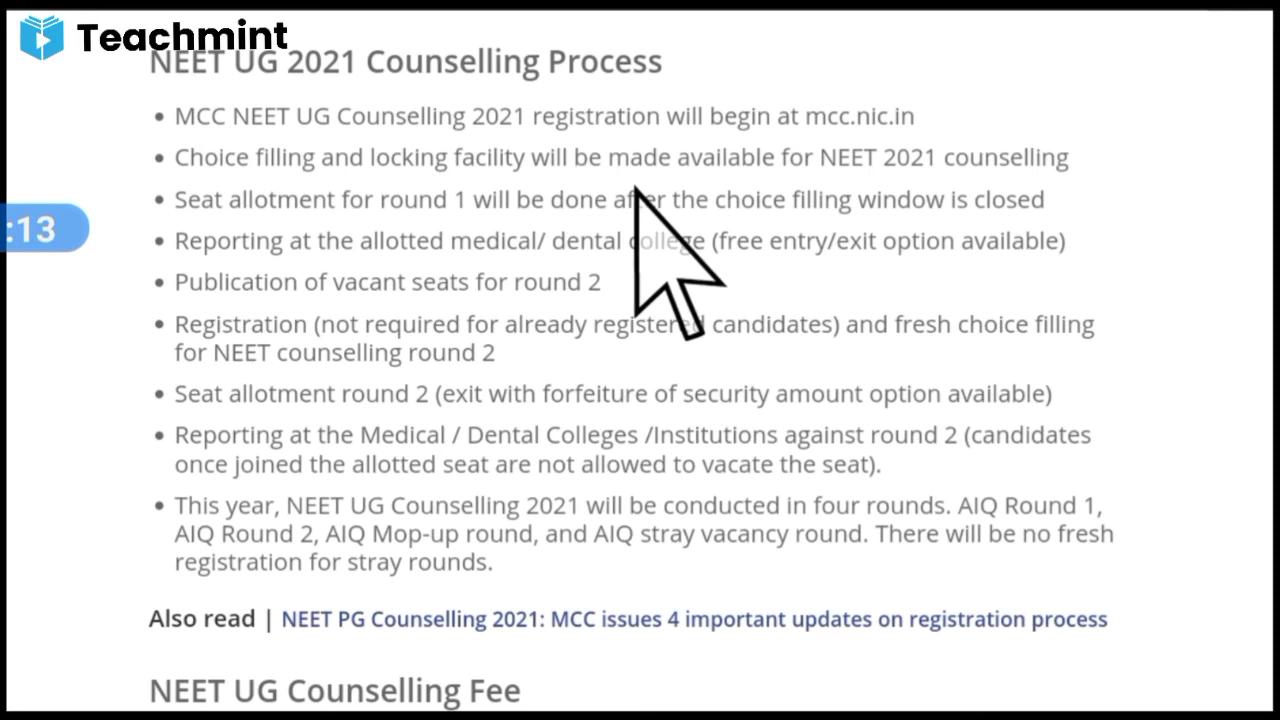 Teachmint
NEET UG 2021 Counselling Process
• MCC NEET UG Counselling 2021 registration will begin at mcc.nic.in
• Choice filling and locking facility will be made available for NEET 2021 counselling
• Seat allotment for round 1 will be done after the choice filling window is closed
:13
• Reporting at the allotted medical/ dental college (free entry/exit option available)
• Publication of vacant seats for round 2
• Registration (not required for already registered candidates) and fresh choice filling
for NEET counselling round 2
• Seat allotment round 2 (exit with forfeiture of security amount option available)
• Reporting at the Medical / Dental Colleges /Institutions against round 2 (candidates
once joined the allotted seat are not allowed to vacate the seat).
• This year, NEET UG Counselling 2021 will be conducted in four rounds. AIQ Round 1,
AIQ Round 2, AIQ Mop-up round, and AIQ stray vacancy round. There will be no fresh
registration for stray rounds.
Also read | NEET PG Counselling 2021: MCC issues 4 important updates on registration process
NEET UG Counselling Fee